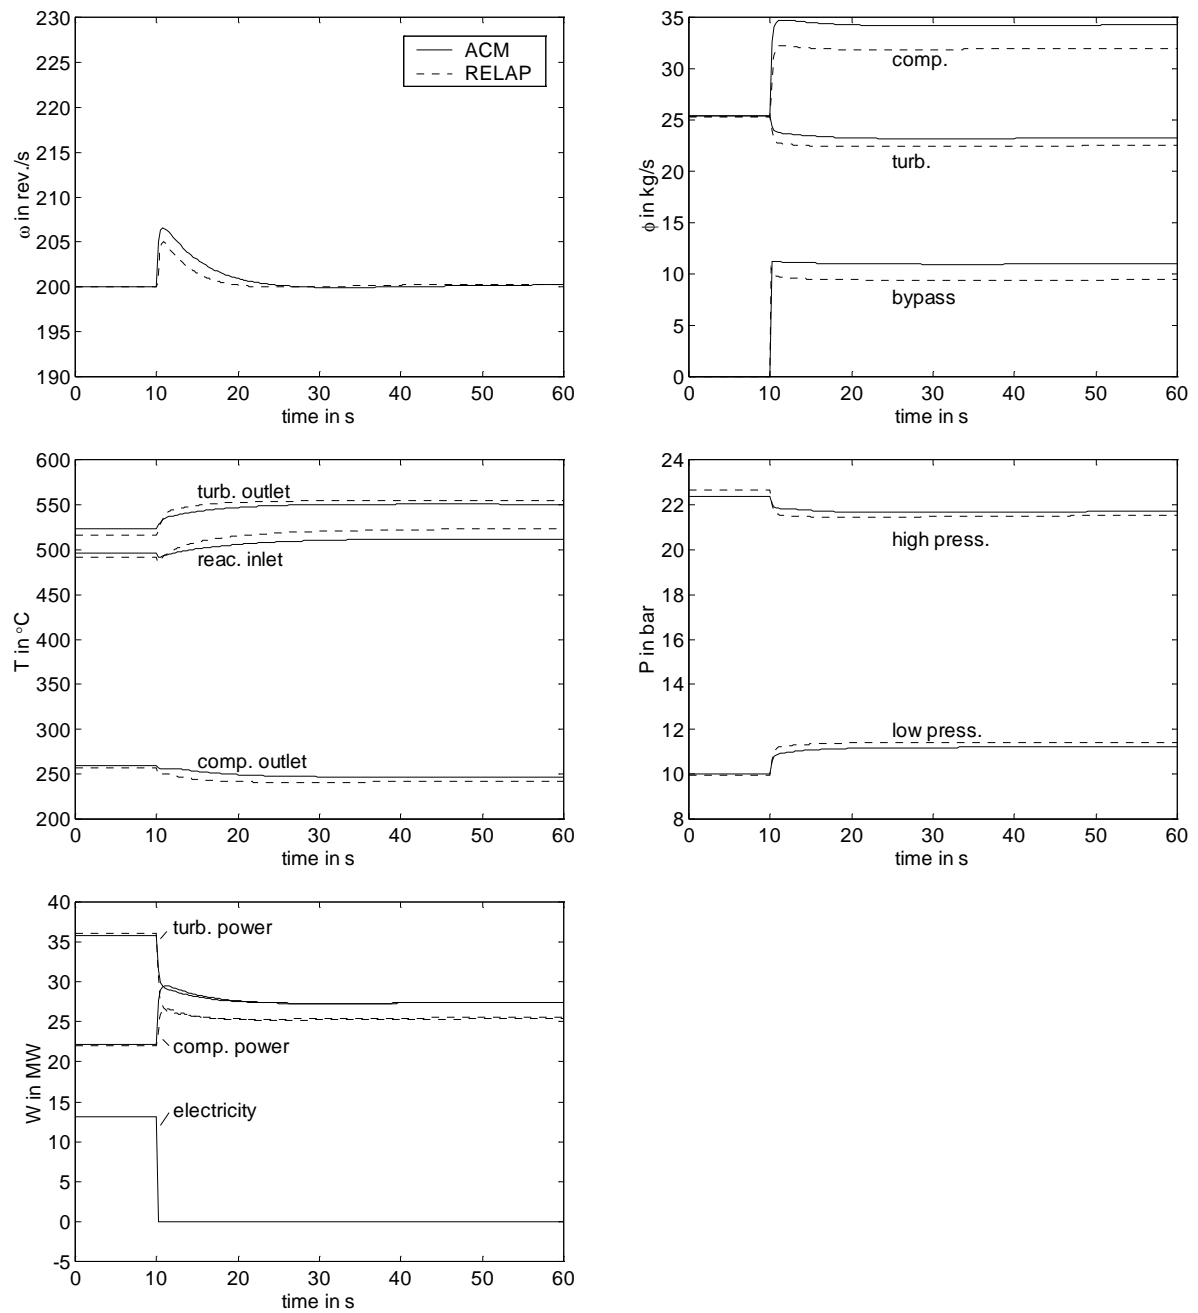 230
225
220
215
210
205
200
195
190
ω in rev./s
ACM
RELAP
0 10 20 30 40 50 60
time in s
35
30
25
20
15
10
5
0
ϕ in kg/s
comp.
turb.
bypass
0 10 20 30 40 50 60
time in s
600
550
500
450
400
350
300
250
200
T in °C
turb. outlet
reac. inlet
comp. outlet
0 10 20 30 40 50 60
time in s
24
22
20
18
16
14
12
10
8
P in bar
high press.
low press.
0 10 20 30 40 50 60
time in s
40
35
30
25
20
15
10
5
0
-5
W in MW
turb. power
comp. power
electricity
0 10 20 30 40 50 60
time in s